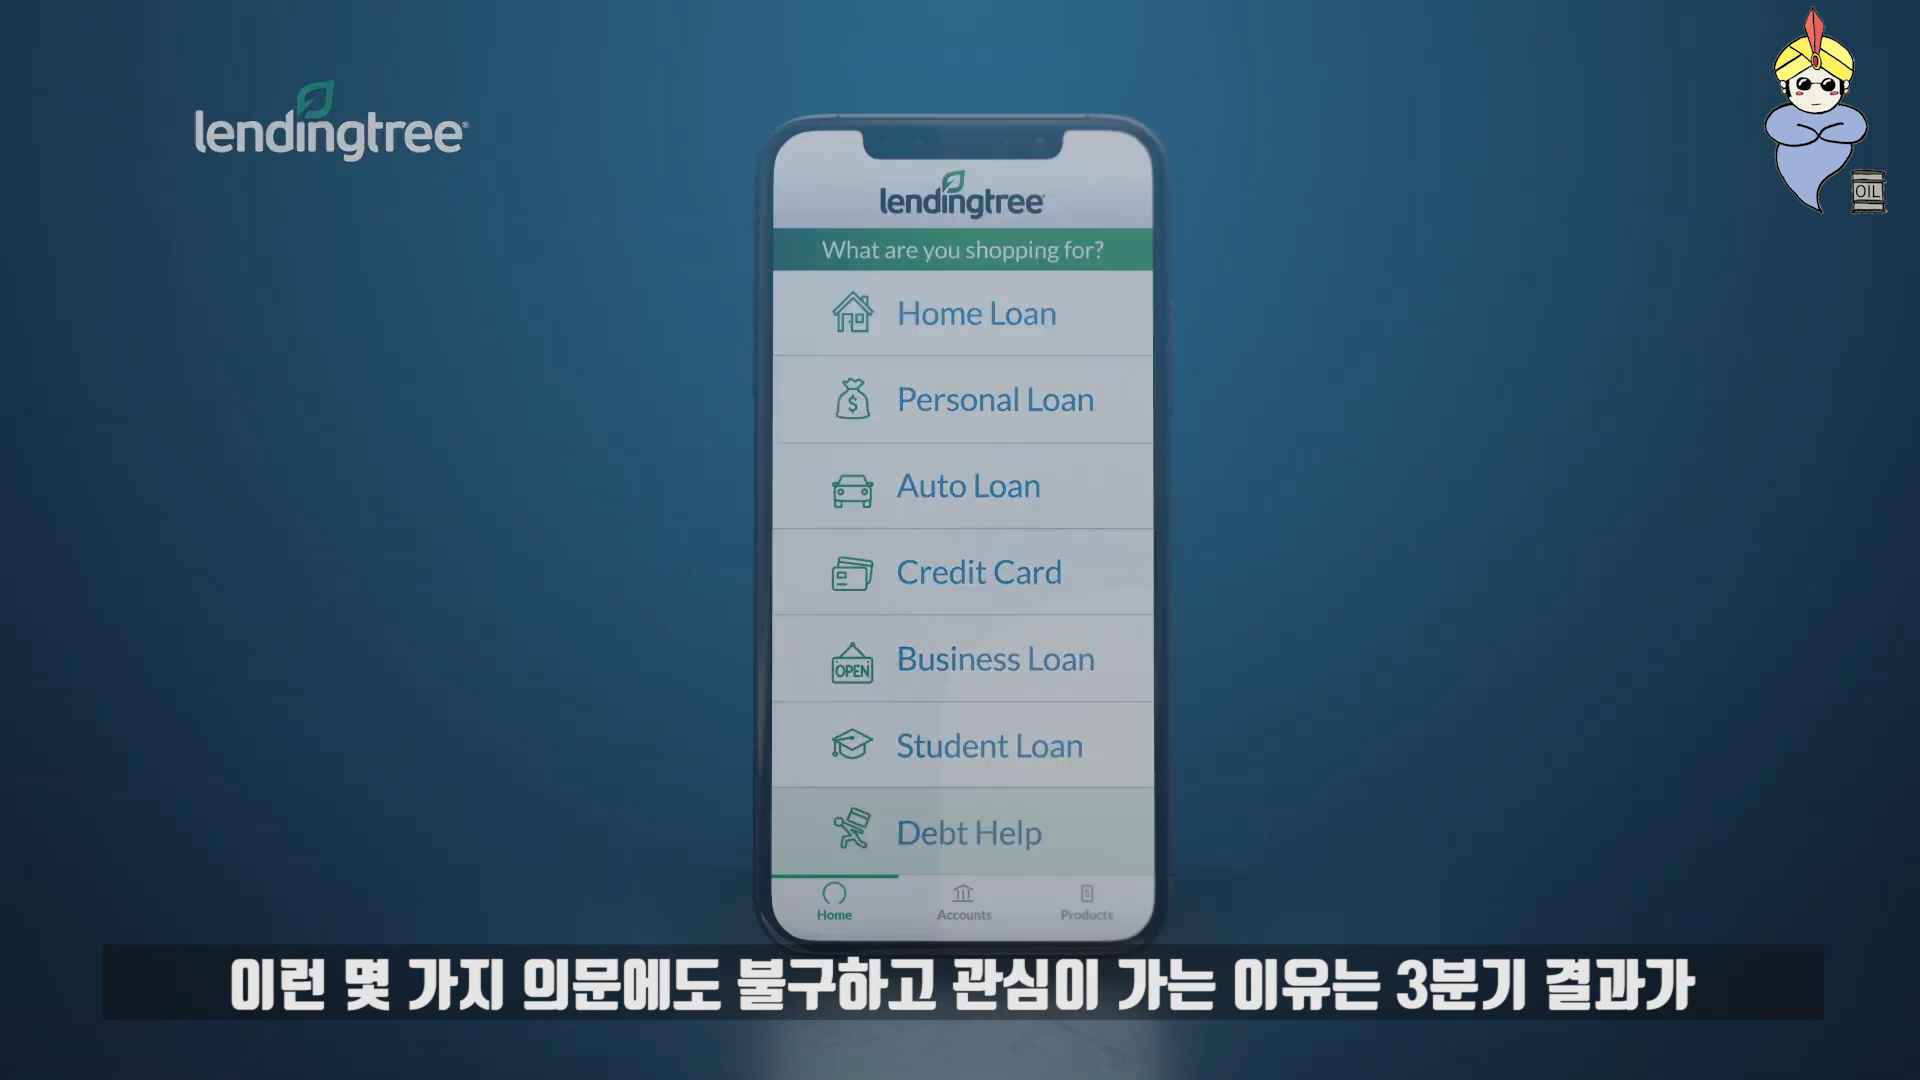 lendingtree®
OIL
lendingtree
What are you shopping for?
Home Loan
Personal Loan
$
Auto Loan
Credit Card
Business Loan
OPEN
Student Loan
Debt Help
Home
Accounts
Products
이런 몇 가지 의문에도 불구하고 관심이 가는 이유는 3분기 결과가